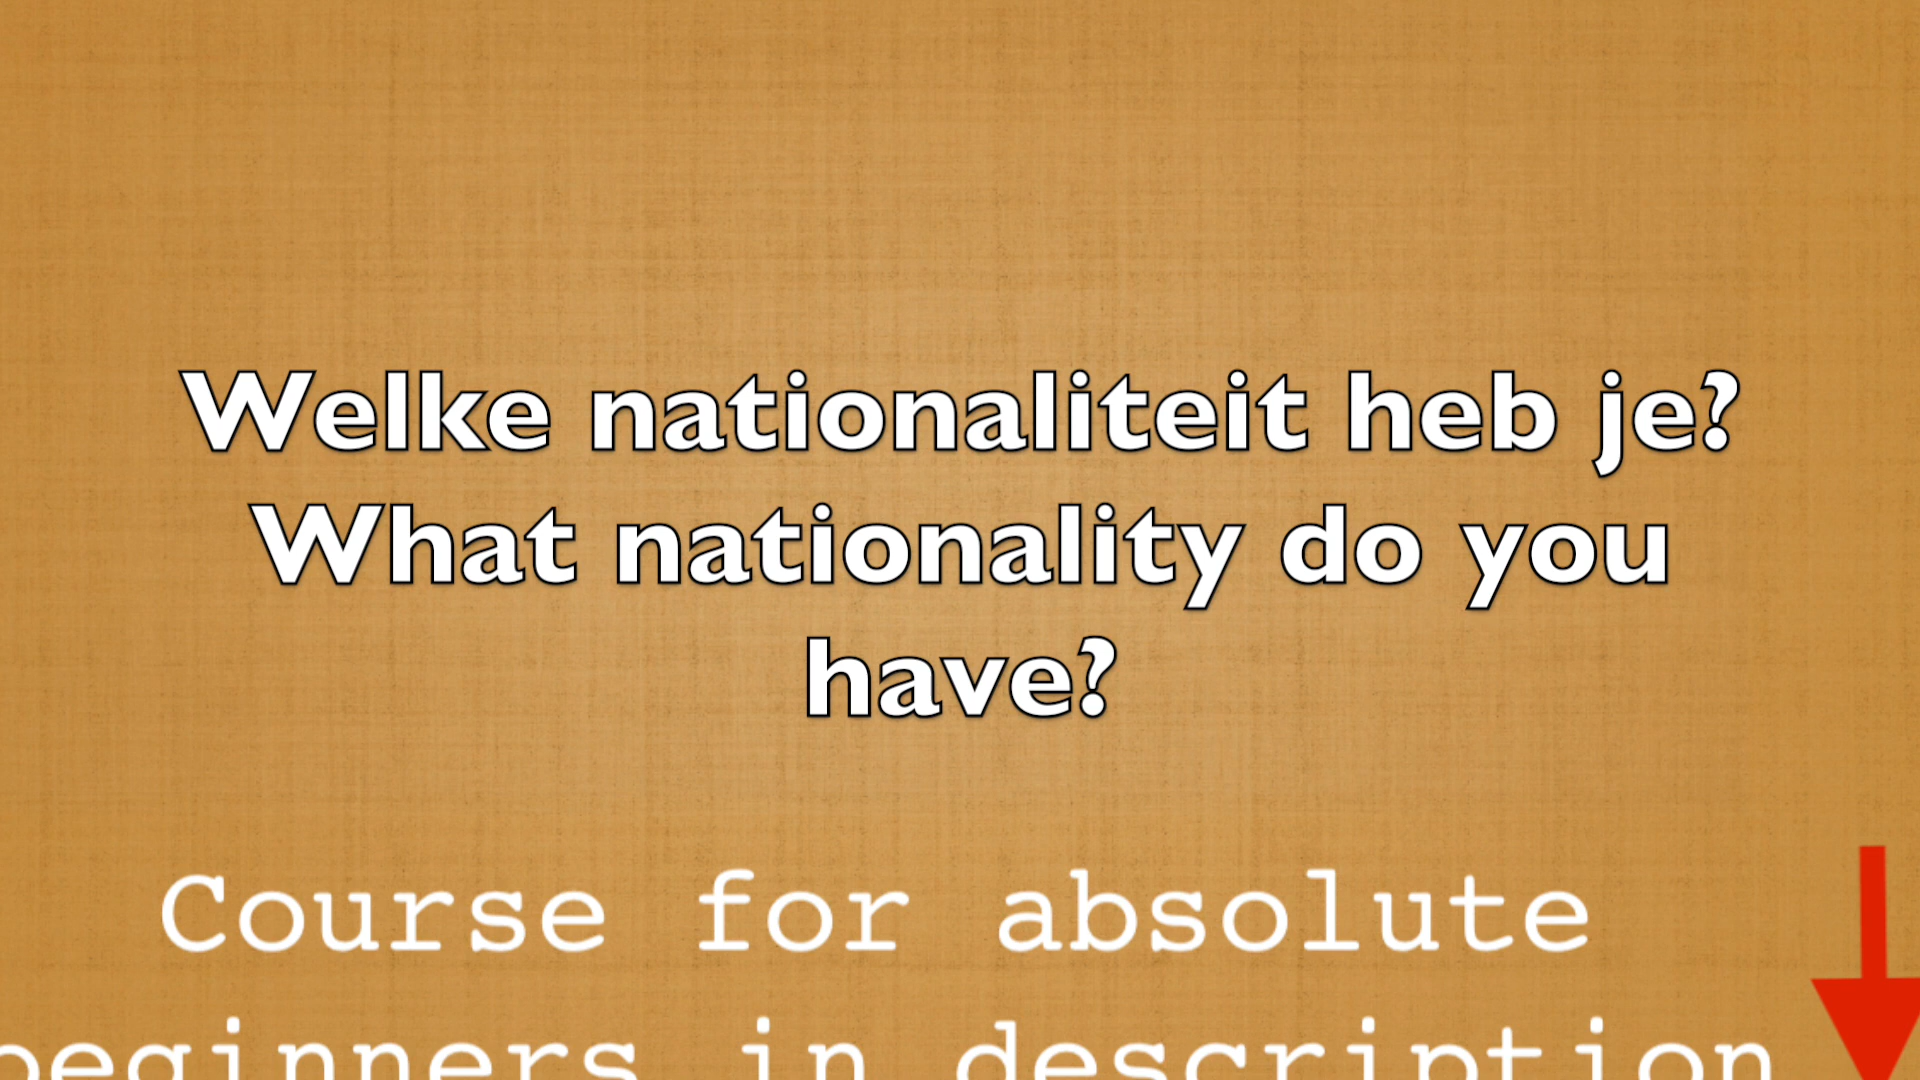 Welke nationaliteit heb je?
What nationality do you
have?
Course for absolute
beginners in description